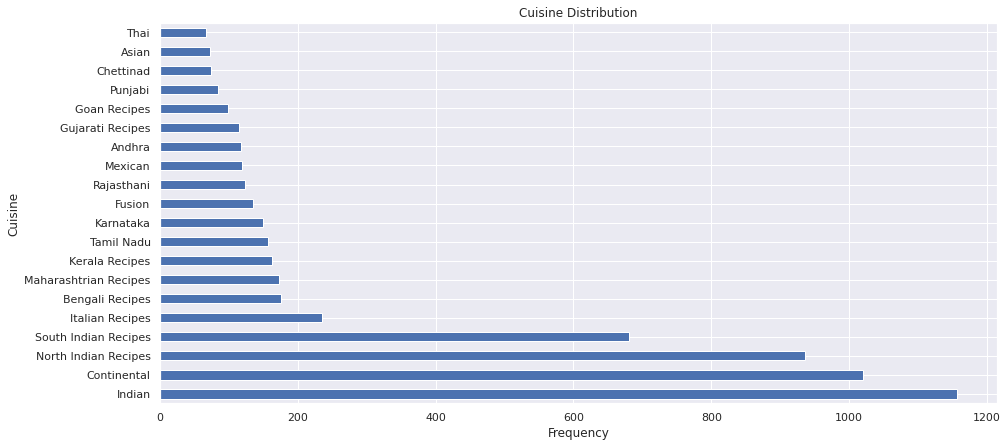 Cuisine Distribution
Thai
Asian
Chettinad
Punjabi
Goan Recipes
Gujarati Recipes
Andhra
Mexican
Rajasthani
Fusion
Karnataka
Tamil Nadu
Kerala Recipes
Maharashtrian Recipes
Bengali Recipes
Italian Recipes
South Indian Recipes
North Indian Recipes
Continental
Indian
Cuisine
0 200 400 600 800 1000 1200
Frequency